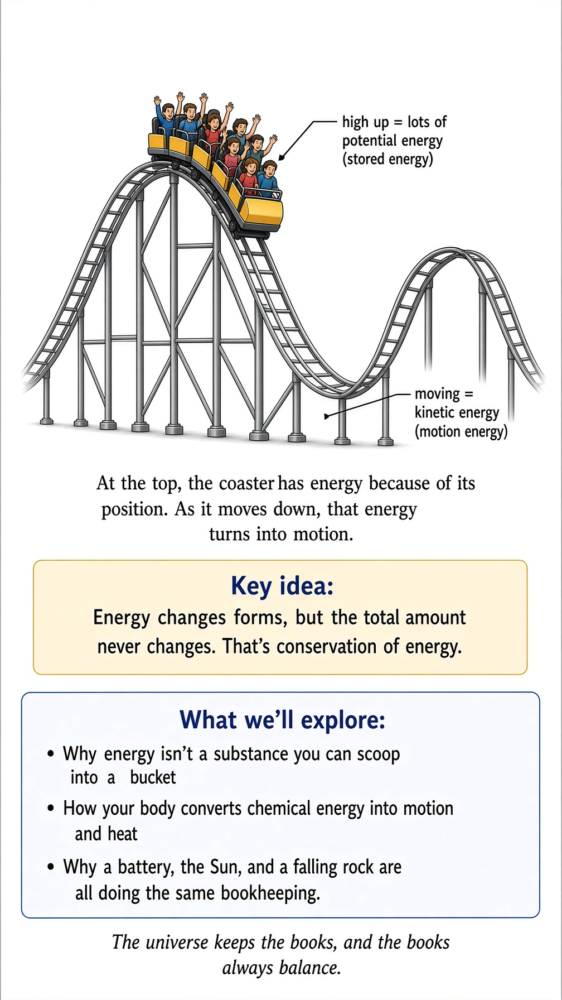 high up = lots of
potential energy
(stored energy)
moving =
kinetic energy
(motion energy)
At the top, the coaster has energy because of its
position. As it moves down, that energy
turns into motion.
Key idea:
Energy changes forms, but the total amount
never changes. That’s conservation of energy.
What we’ll explore:
• Why energy isn’t a substance you can scoop
into a bucket
• How your body converts chemical energy into motion
and heat
• Why a battery, the Sun, and a falling rock are
all doing the same bookheeping.
The universe keeps the books, and the books
always balance.